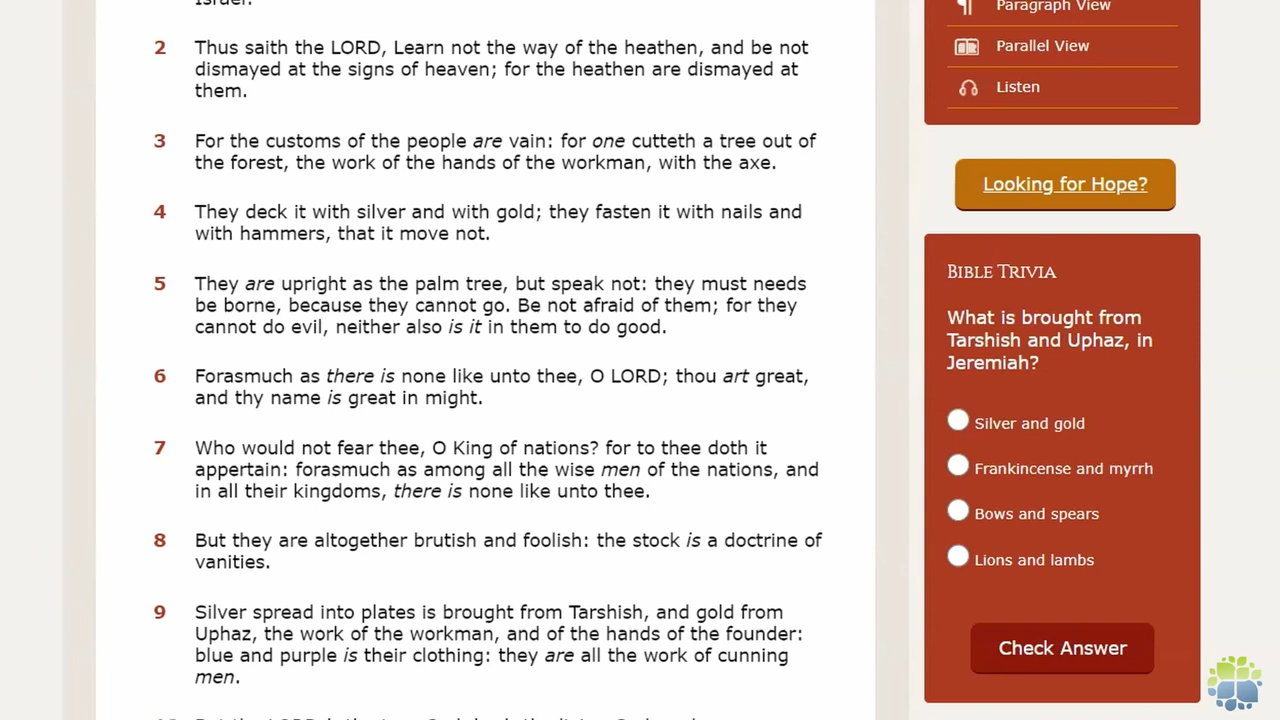 Israel.
2 Thus saith the LORD, Learn not the way of the heathen, and be not
dismayed at the signs of heaven; for the heathen are dismayed at
them.
3 For the customs of the people are vain: for one cutteth a tree out of
the forest, the work of the hands of the workman, with the axe.
4 They deck it with silver and with gold; they fasten it with nails and
with hammers, that it move not.
5 They are upright as the palm tree, but speak not: they must needs
be borne, because they cannot go. Be not afraid of them; for they
cannot do evil, neither also is it in them to do good.
6 Forasmuch as there is none like unto thee, O LORD; thou art great,
and thy name is great in might.
7 Who would not fear thee, O King of nations? for to thee doth it
appertain: forasmuch as among all the wise men of the nations, and
in all their kingdoms, there is none like unto thee.
8 But they are altogether brutish and foolish: the stock is a doctrine of
vanities.
9 Silver spread into plates is brought from Tarshish, and gold from
Uphaz, the work of the workman, and of the hands of the founder:
blue and purple is their clothing: they are all the work of cunning
men.
Paragraph View
Parallel View
Listen
Looking for Hope?
BIBLE TRIVIA
What is brought from
Tarshish and Uphaz, in
Jeremiah?
Silver and gold
Frankincense and myrrh
Bows and spears
Lions and lambs
Check Answer